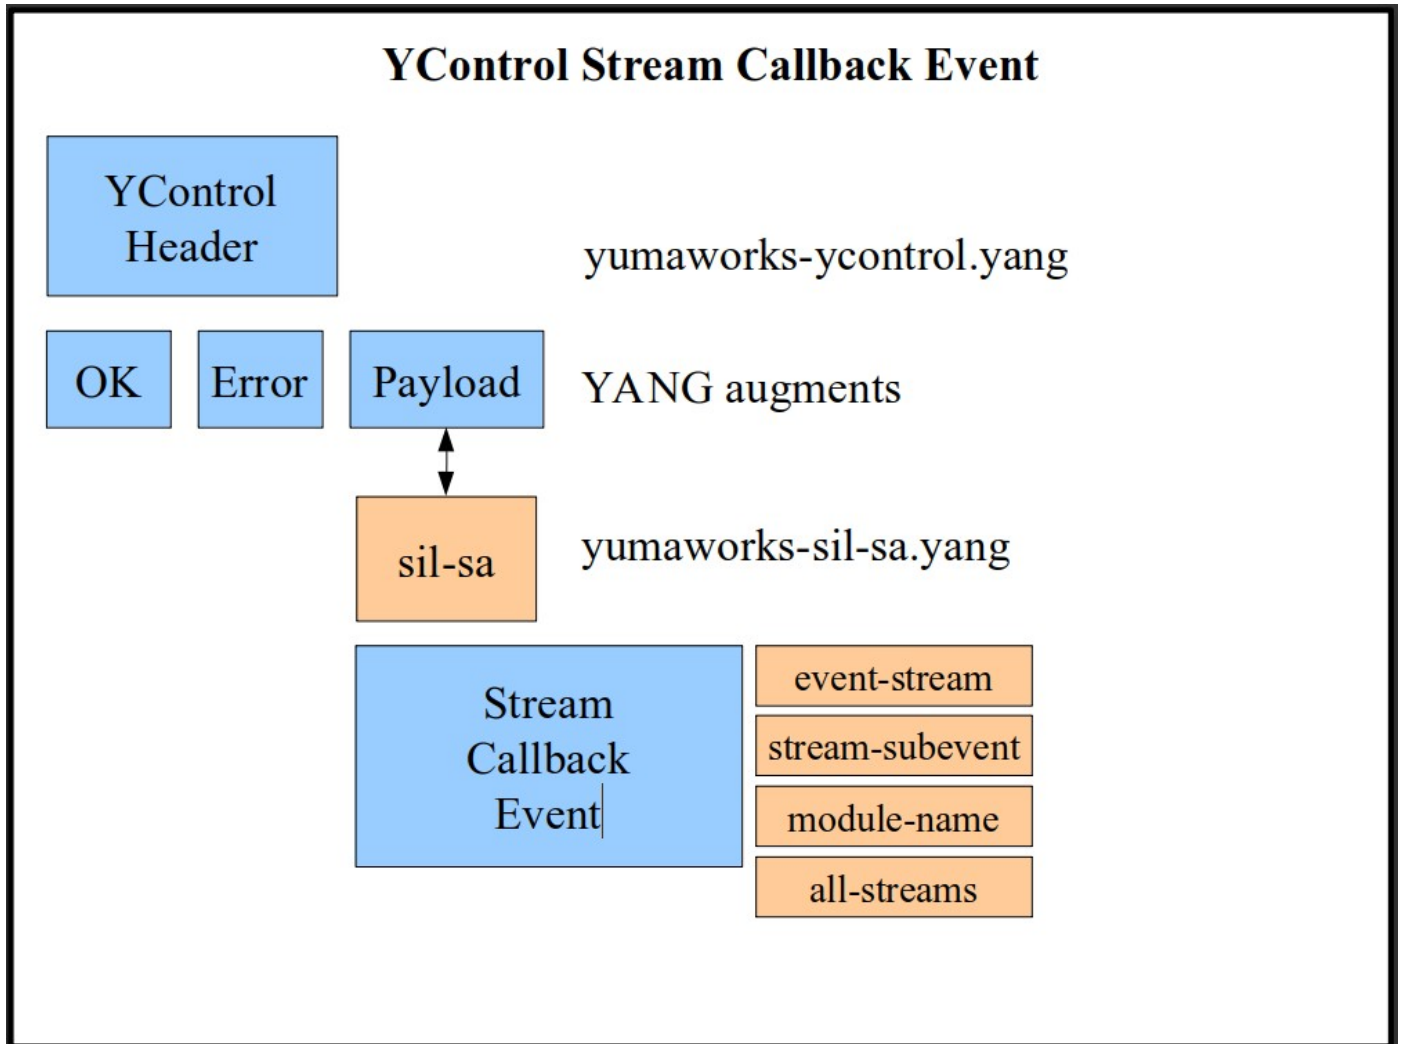 YControl Stream Callback Event
YControl
Header
yumaworks-ycontrol.yang
OK
Error
Payload
YANG augments
sil-sa
yumaworks-sil-sa.yang
Stream
Callback
Event
event-stream
stream-subevent
module-name
all-streams